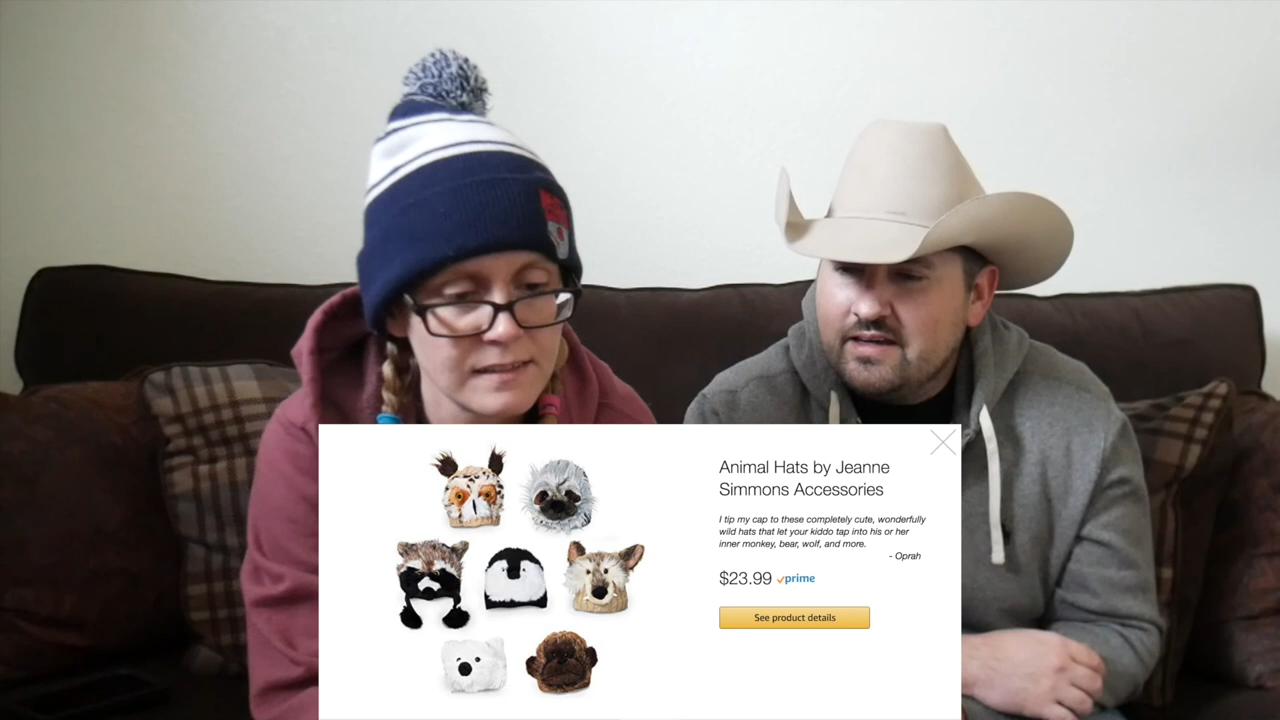 Animal Hats by Jeanne
Simmons Accessories
I tip my cap to these completely cute, wonderfully
wild hats that let your kiddo tap into his or her
inner monkey, bear, wolf, and more.
- Oprah
$23.99 prime
See product details